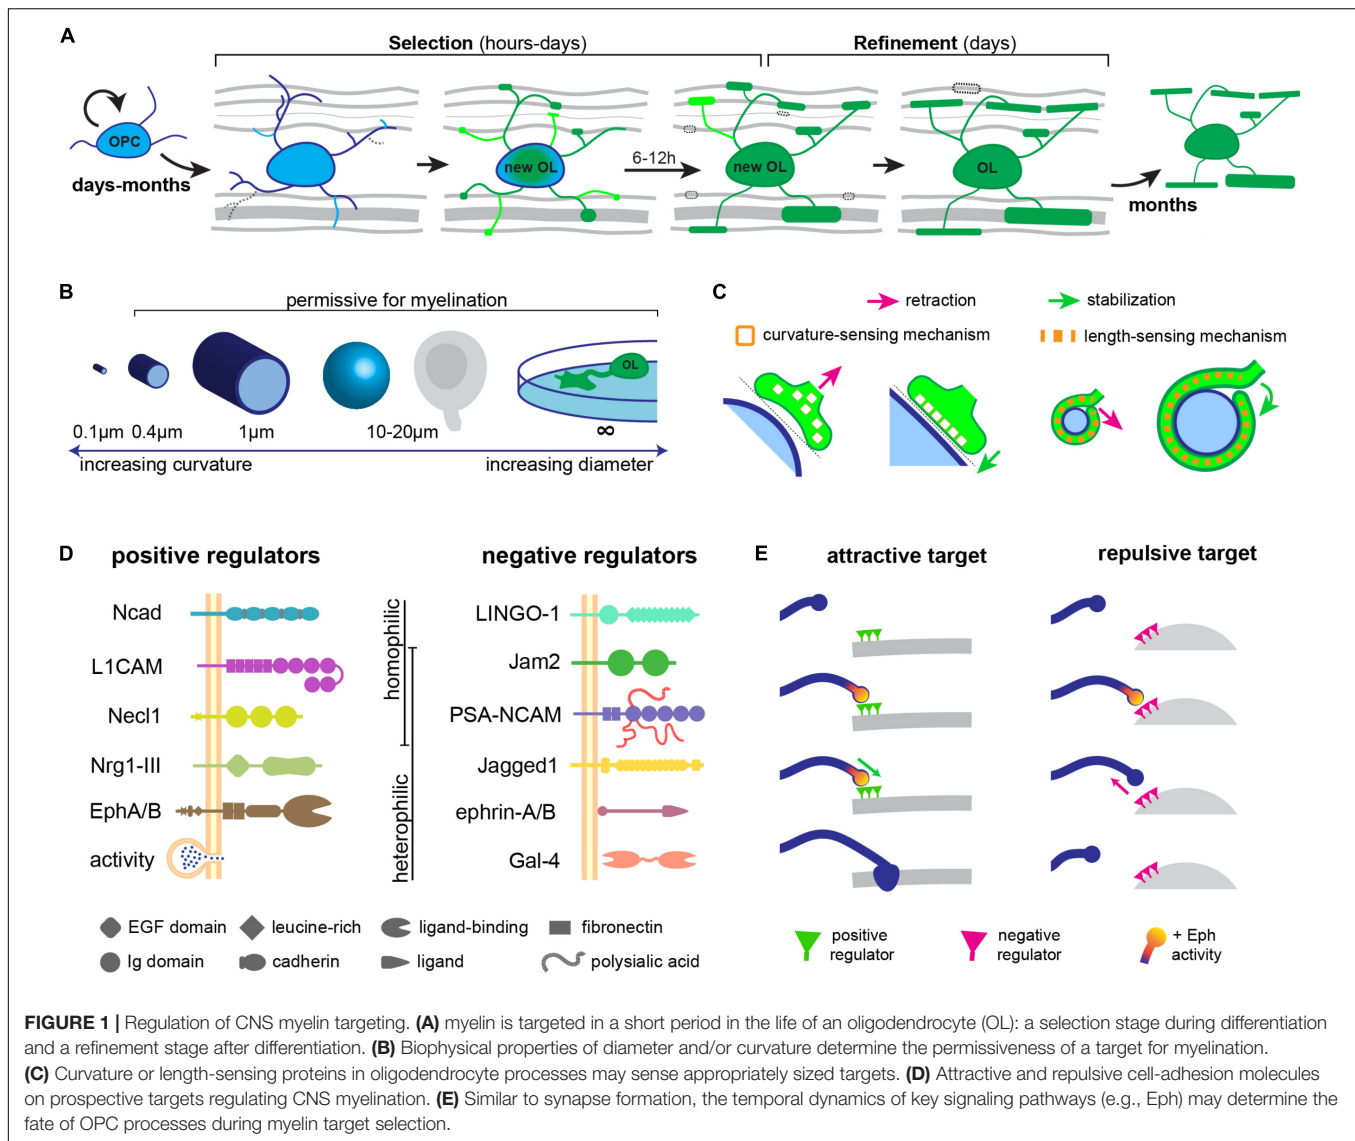 A
Selection (hours-days)
Refinement (days)
OPC
days-months
new OL
6-12h
new OL
OL
months
B
permissive for myelination
OL
0.1µm
0.4µm
1µm
10-20µm
∞
increasing curvature
increasing diameter
C
retraction
stabilization
curvature-sensing mechanism
length-sensing mechanism
D
positive regulators
negative regulators
Ncad
L1CAM
Necl1
Nrg1-III
EphA/B
activity
homophilic
heterophilic
LINGO-1
Jam2
PSA-NCAM
Jagged1
ephrin-A/B
Gal-4
EGF domain
leucine-rich
ligand-binding
fibronectin
Ig domain
cadherin
ligand
polysialic acid
E
attractive target
repulsive target
positive
regulator
negative
regulator
+ Eph
activity
FIGURE 1 | Regulation of CNS myelin targeting. (A) myelin is targeted in a short period in the life of an oligodendrocyte (OL): a selection stage during differentiation
and a refinement stage after differentiation. (B) Biophysical properties of diameter and/or curvature determine the permissiveness of a target for myelination.
(C) Curvature or length-sensing proteins in oligodendrocyte processes may sense appropriately sized targets. (D) Attractive and repulsive cell-adhesion molecules
on prospective targets regulating CNS myelination. (E) Similar to synapse formation, the temporal dynamics of key signaling pathways (e.g., Eph) may determine the
fate of OPC processes during myelin target selection.